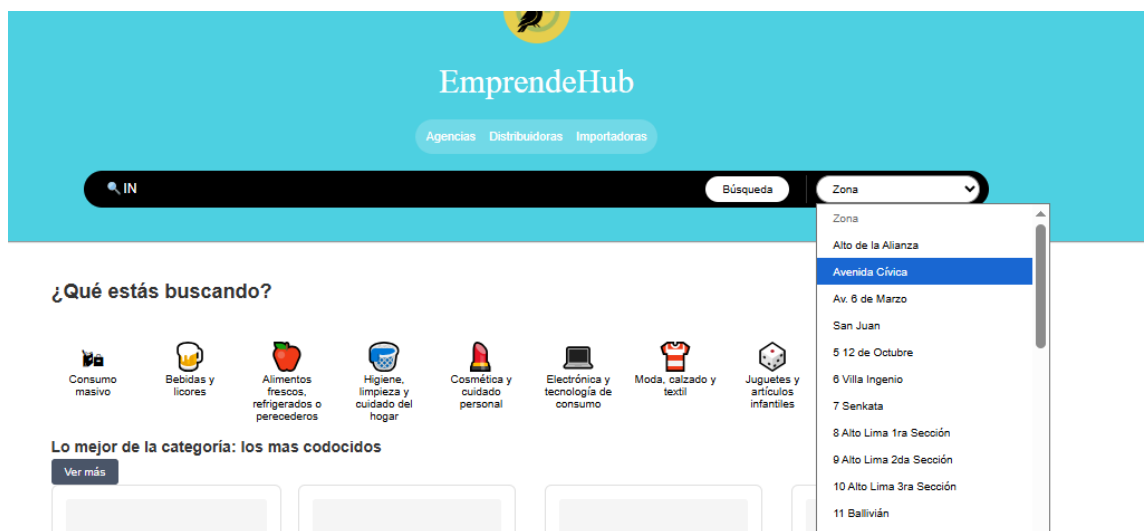 EmprendeHub
Agencias Distribuidoras Importadoras
IN Búsqueda Zona
Zona
Alto de la Alianza
Avenida Cívica
Av. 6 de Marzo
San Juan
5 12 de Octubre
6 Villa Ingenio
7 Senkata
8 Alto Lima 1ra Sección
9 Alto Lima 2da Sección
10 Alto Lima 3ra Sección
11 Ballivián
¿Qué estás buscando?
Consumo
masivo
Bebidas y
licores
Alimentos
frescos,
refrigerados o
perecederos
Higiene,
limpieza y
cuidado del
hogar
Cosmética y
cuidado
personal
Electrónica y
tecnología de
consumo
Moda, calzado y
textil
Juguetes y
artículos
infantiles
Lo mejor de la categoría: los mas codocidos
Ver más